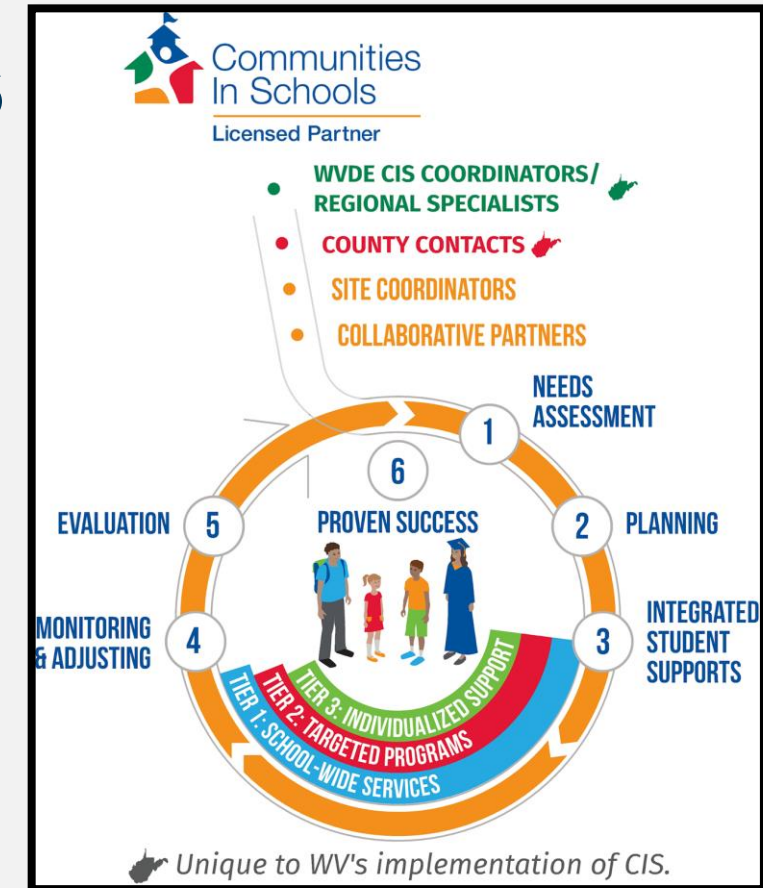 Communities
In Schools
Licensed Partner
WVDE CIS COORDINATORS/
REGIONAL SPECIALISTS
COUNTY CONTACTS
SITE COORDINATORS
COLLABORATIVE PARTNERS
NEEDS
ASSESSMENT
1
6
EVALUATION
5
PROVEN SUCCESS
2
PLANNING
MONITORING
& ADJUSTING
4
3
INTEGRATED
STUDENT
SUPPORTS
TIER 3: INDIVIDUALIZED SUPPORT
TIER 2: TARGETED PROGRAMS
TIER 1: SCHOOL-WIDE SERVICES
Unique to WV's implementation of CIS.